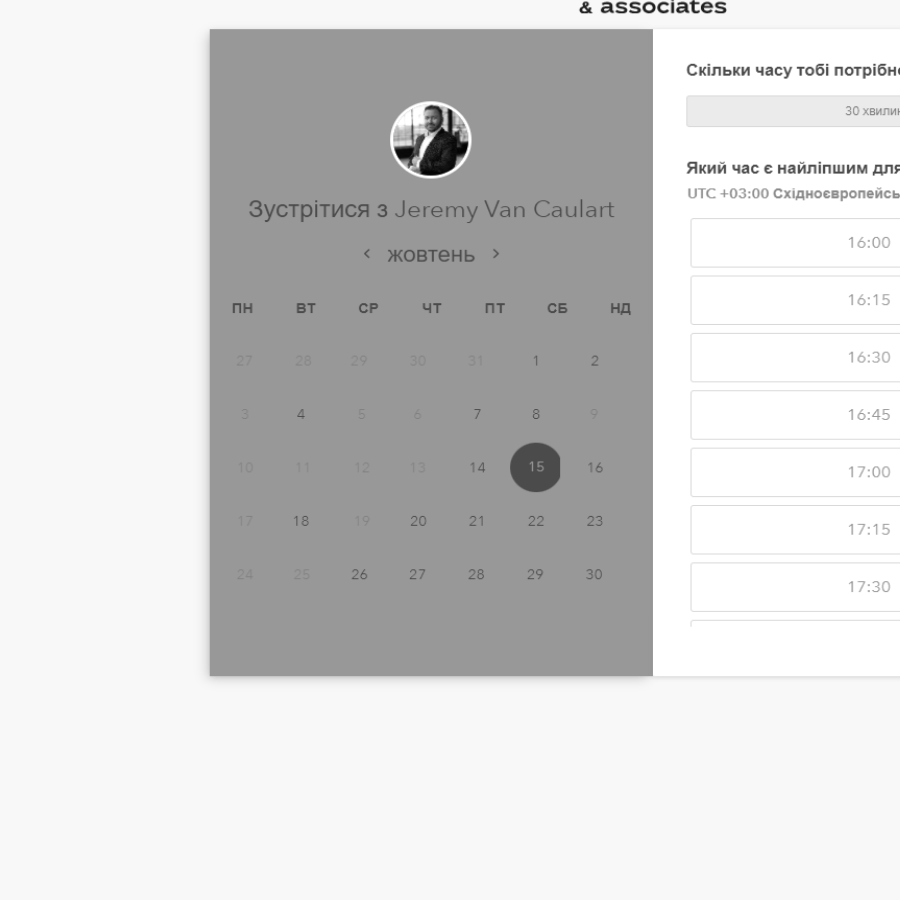 & associates
Зустрітися з Jeremy Van Caulart
жовтень
ПН ВТ СР ЧТ ПТ СБ НД
27 28 29 30 31 1 2
3 4 5 6 7 8 9
10 11 12 13 14 15 16
17 18 19 20 21 22 23
24 25 26 27 28 29 30
Скільки часу тобі потрібн
30 хвили
Який час є найліпшим для
UTC +03:00 Східноєвропейсь
16:00
16:15
16:30
16:45
17:00
17:15
17:30